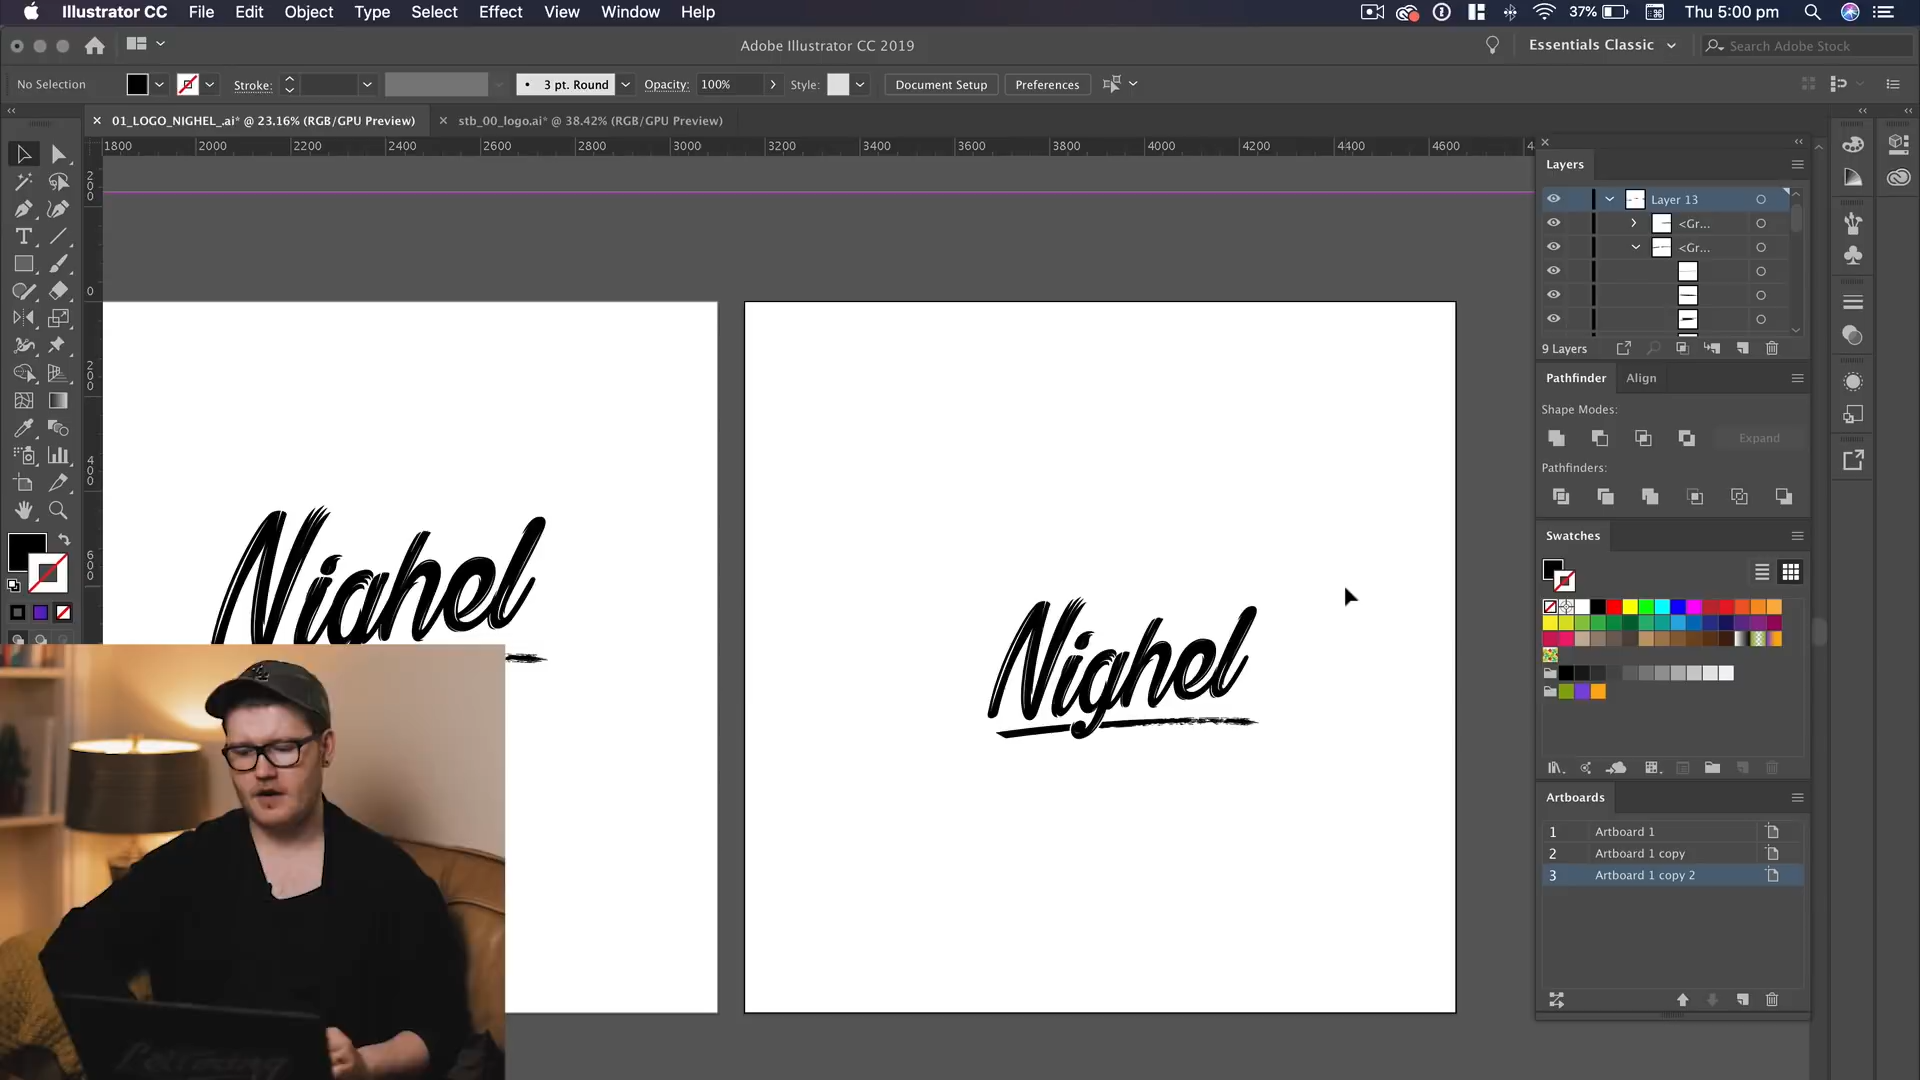 Illustrator CC File Edit Object Type Select Effect View Window Help 37% Thu 5:00 pm
Adobe Illustrator CC 2019 Essentials Classic Search Adobe Stock
No Selection Stroke: 3 pt. Round Opacity: 100% Style: Document Setup Preferences
01_LOGO_NIGHEL_.ai* @ 23.16% (RGB/GPU Preview) stb_00_logo.ai* @ 38.42% (RGB/GPU Preview)
1800 2000 2200 2400 2600 2800 3000 3200 3400 3600 3800 4000 4200 4400 4600
200
0
200
400
600
Nighel
Nighel
Layers
Layer 13
<Gr...
<Gr...
9 Layers
Pathfinder Align
Shape Modes:
Expand
Pathfinders:
Swatches
Artboards
1 Artboard 1
2 Artboard 1 copy
3 Artboard 1 copy 2